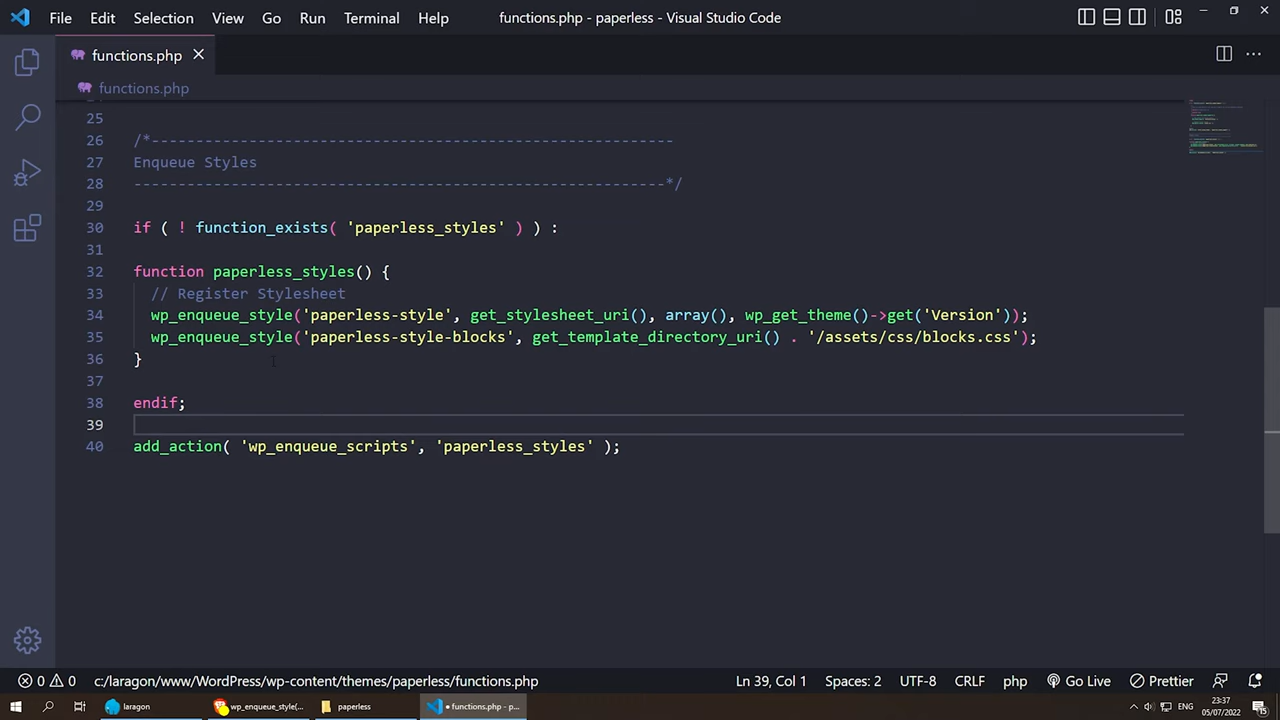 File Edit Selection View Go Run Terminal Help functions.php - paperless - Visual Studio Code
functions.php
functions.php
25
26 /*-----------------------------------------------------------
27 Enqueue Styles
28 ------------------------------------------------------------*/
29
30 if ( ! function_exists( 'paperless_styles' ) ) :
31
32 function paperless_styles() {
33 // Register Stylesheet
34 wp_enqueue_style('paperless-style', get_stylesheet_uri(), array(), wp_get_theme()->get('Version'));
35 wp_enqueue_style('paperless-style-blocks', get_template_directory_uri() . '/assets/css/blocks.css');
36 }
37
38 endif;
39
40 add_action( 'wp_enqueue_scripts', 'paperless_styles' );
0 0 c:/laragon/www/WordPress/wp-content/themes/paperless/functions.php Ln 39, Col 1 Spaces: 2 UTF-8 CRLF php Go Live Prettier
laragon wp_enqueue_style(... paperless • functions.php - p... ENG 23:37
05/07/2022